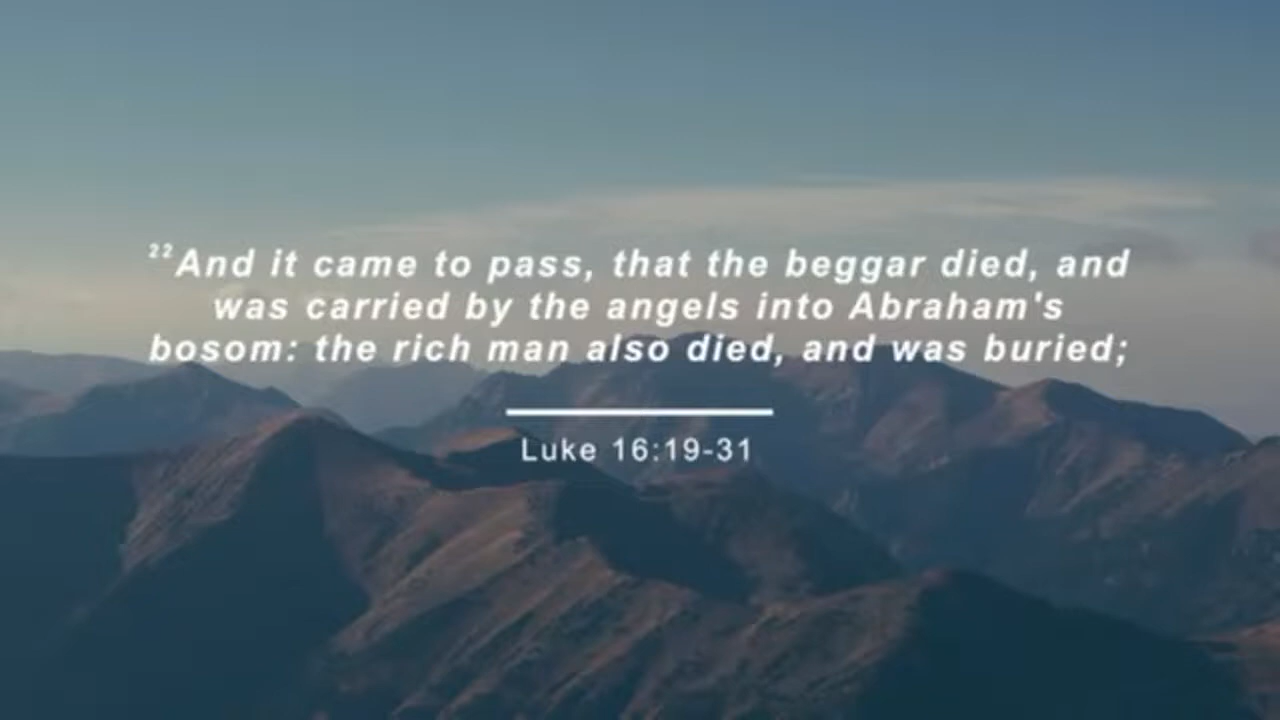 ²²And it came to pass, that the beggar died, and
was carried by the angels into Abraham's
bosom: the rich man also died, and was buried;
Luke 16:19-31